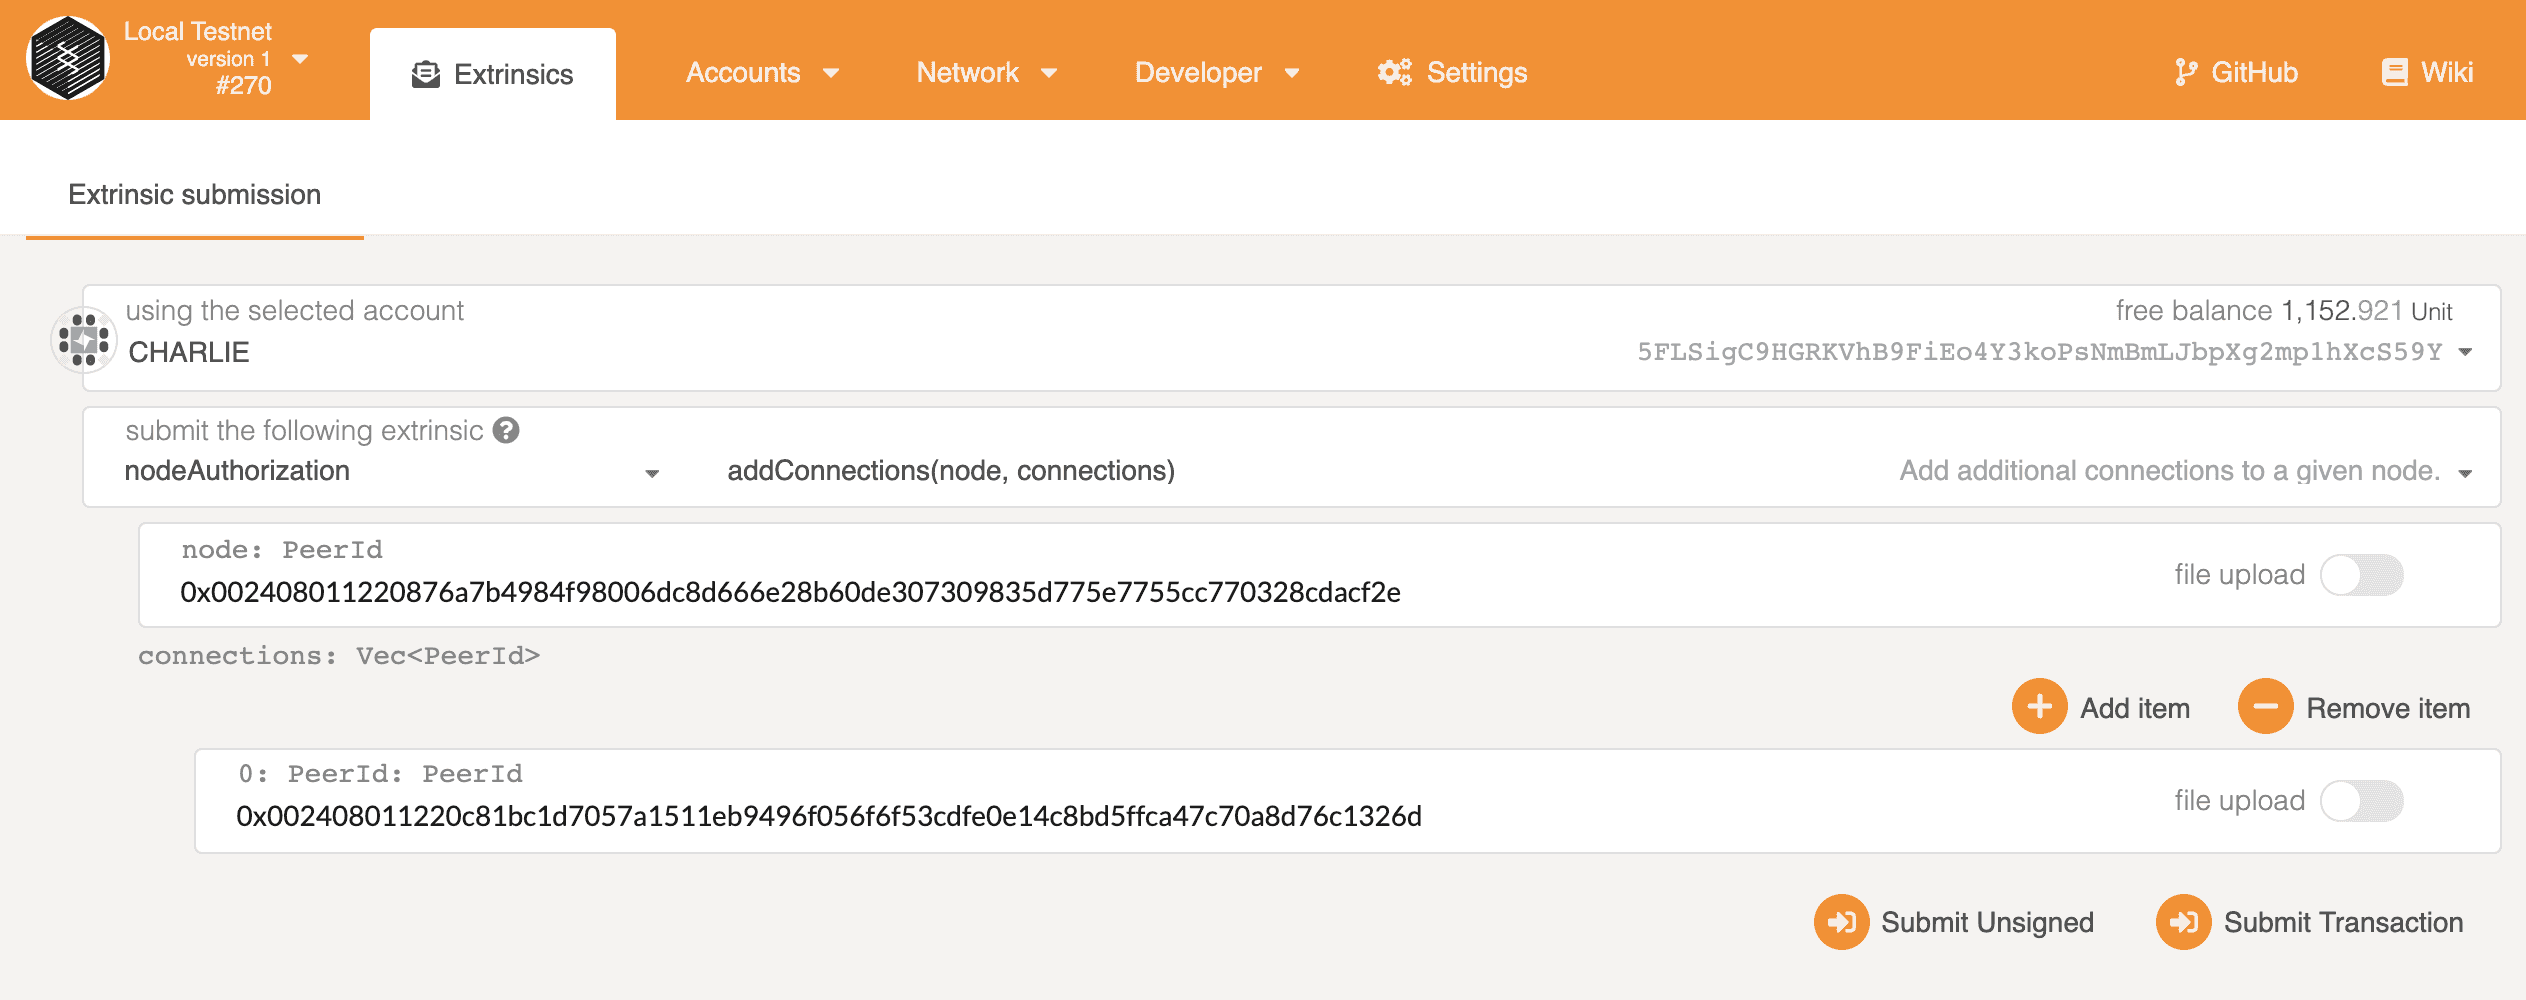 Local Testnet
version 1
#270
Extrinsics
Accounts
Network
Developer
Settings
GitHub
Wiki
Extrinsic submission
using the selected account
free balance 1,152.921 Unit
CHARLIE
5FLSigC9HGRKVhB9FiEo4Y3koPsNmBmLJbpXg2mp1hXcS59Y
submit the following extrinsic
nodeAuthorization
addConnections(node, connections)
Add additional connections to a given node.
node: PeerId
0x002408011220876a7b4984f98006dc8d666e28b60de307309835d775e7755cc770328cdacf2e
file upload
connections: Vec<PeerId>
Add item
Remove item
0: PeerId: PeerId
0x002408011220c81bc1d7057a1511eb9496f056f6f53cdfe0e14c8bd5ffca47c70a8d76c1326d
file upload
Submit Unsigned
Submit Transaction